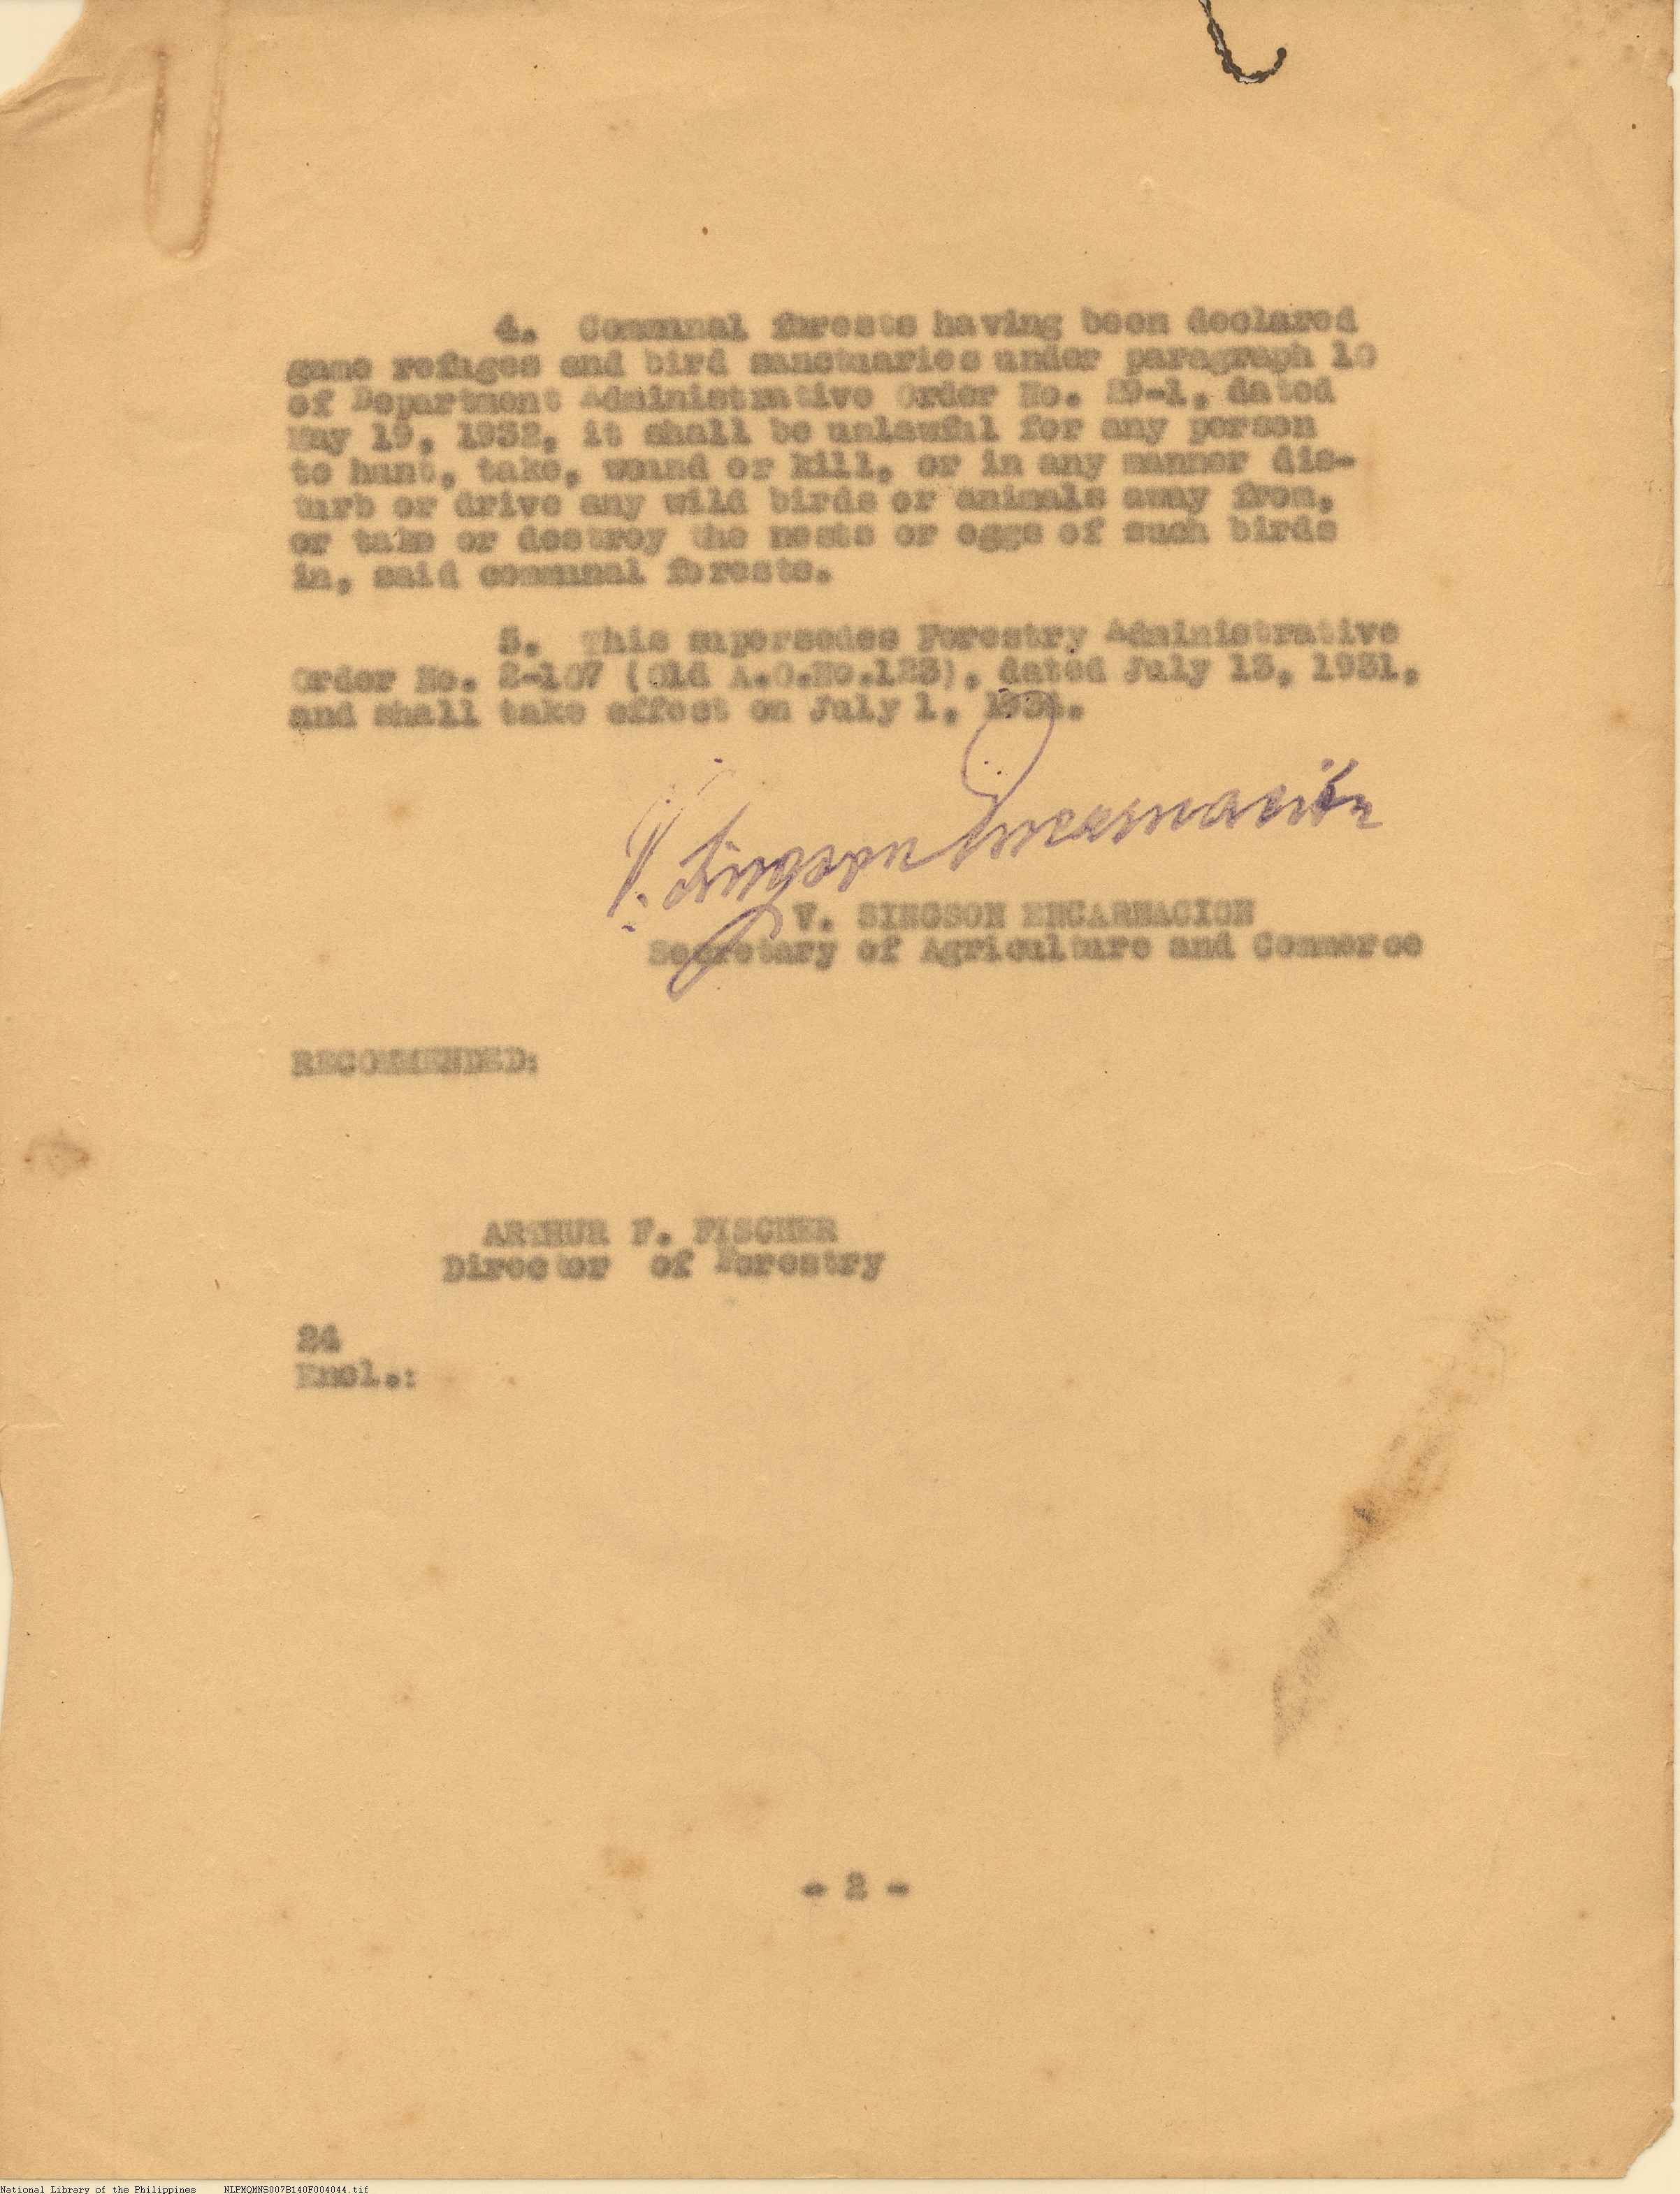 4. Communal forests having been declared
game refuges and bird sanctuaries under paragraph 10
of Department Administrative Order No. 29-1, dated
May 19, 1932, it shall be unlawful for any person
to hunt, take, wound or kill, or in any manner dis-
turb or drive any wild birds or animals away from,
or take or destroy the nests or eggs of such birds
in, said communal forests.
5. This supersedes Forestry Administrative
Order No. 2-107 (Old A.O.No.123), dated July 13, 1931,
and shall take effect on July 1, 1934.
V. Singson Encarnación
V. SINGSON ENCARNACION
Secretary of Agriculture and Commerce
RECOMMENDED:
ARTHUR F. FISCHER
Director of Forestry
24
Encl.:
- 2 -
National Library of the Philippines NLPMQMNS007B140F004044.tif